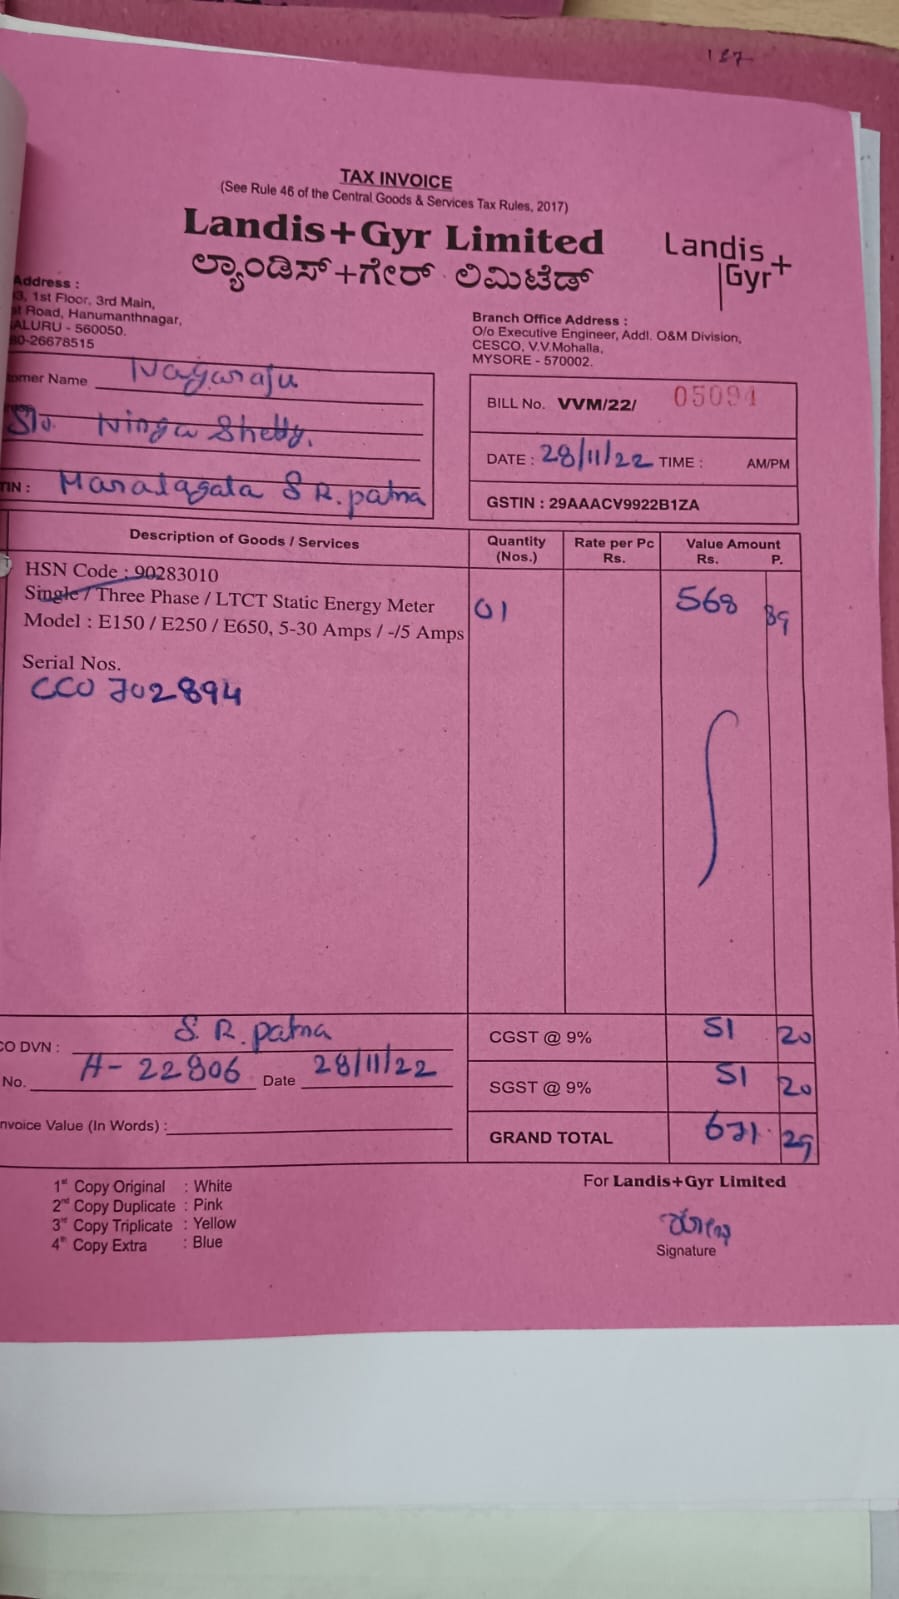 137
TAX INVOICE
(See Rule 46 of the Central Goods & Services Tax Rules, 2017)
Landis+Gyr Limited
ಲ್ಯಾಂಡಿಸ್+ಗೇರ್ ಲಿಮಿಟೆಡ್
Landis+
Gyr
Address :
3, 1st Floor, 3rd Main,
Road, Hanumanthnagar,
ALURU - 560050.
80-26678515
Branch Office Address :
O/o Executive Engineer, Addl. O&M Division,
CESCO, V.V.Mohalla,
MYSORE - 570002.
omer Name Nagaraju
S/o. Ninga Shetty.
TIN : Maralagala S R. patna
BILL No. VVM/22/ 05094
DATE : 28/11/22 TIME : AM/PM
GSTIN : 29AAACV9922B1ZA
Description of Goods / Services Quantity (Nos.) Rate per Pc Rs. Value Amount Rs. P.
HSN Code : 90283010
Single / Three Phase / LTCT Static Energy Meter 01 568 89
Model : E150 / E250 / E650, 5-30 Amps / -/5 Amps
Serial Nos.
CCO 702894
CO DVN : S. R. patna
No. A- 22806 Date 28/11/22
nvoice Value (In Words) :
CGST @ 9% 51 20
SGST @ 9% 51 20
GRAND TOTAL 671. 29
1st Copy Original : White
2nd Copy Duplicate : Pink
3rd Copy Triplicate : Yellow
4th Copy Extra : Blue
For Landis+Gyr Limited
Signature